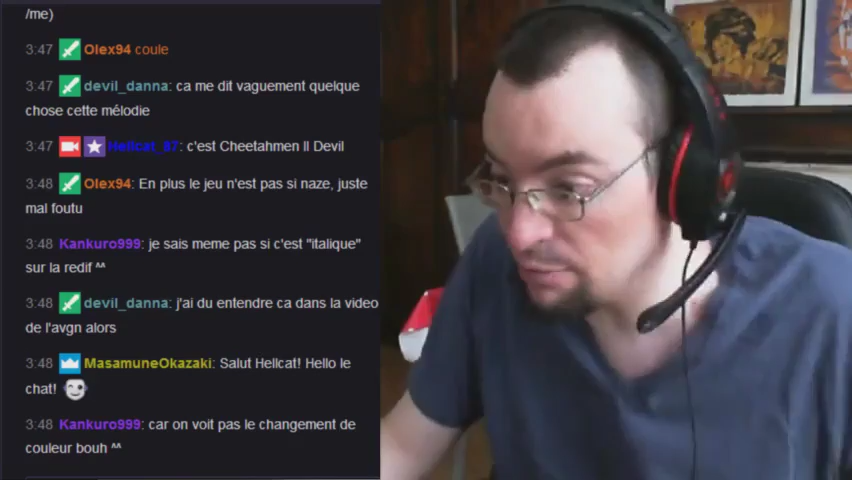 /me)
3:47 Olex94 coule
3:47 devil_danna: ca me dit vaguement quelque
chose cette mélodie
3:47 Hellcat_87: c'est Cheetahmen II Devil
3:48 Olex94: En plus le jeu n'est pas si naze, juste
mal foutu
3:48 Kankuro999: je sais meme pas si c'est "italique"
sur la redif ^^
3:48 devil_danna: j'ai du entendre ca dans la video
de l'avgn alors
3:48 MasamuneOkazaki: Salut Hellcat! Hello le
chat!
3:48 Kankuro999: car on voit pas le changement de
couleur bouh ^^